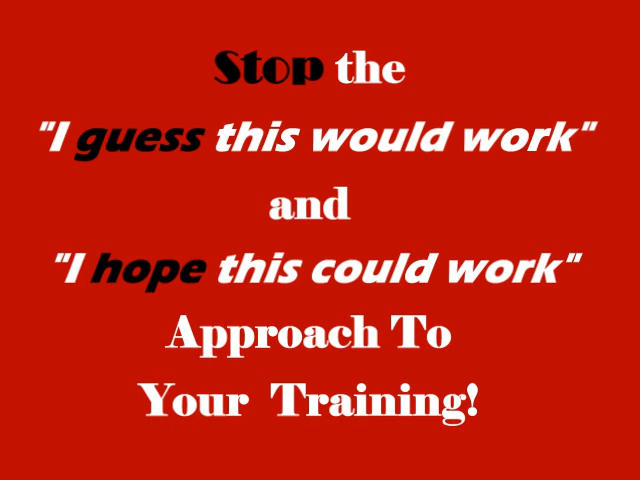 Stop the
"I guess this would work"
and
"I hope this could work"
Approach To
Your Training!